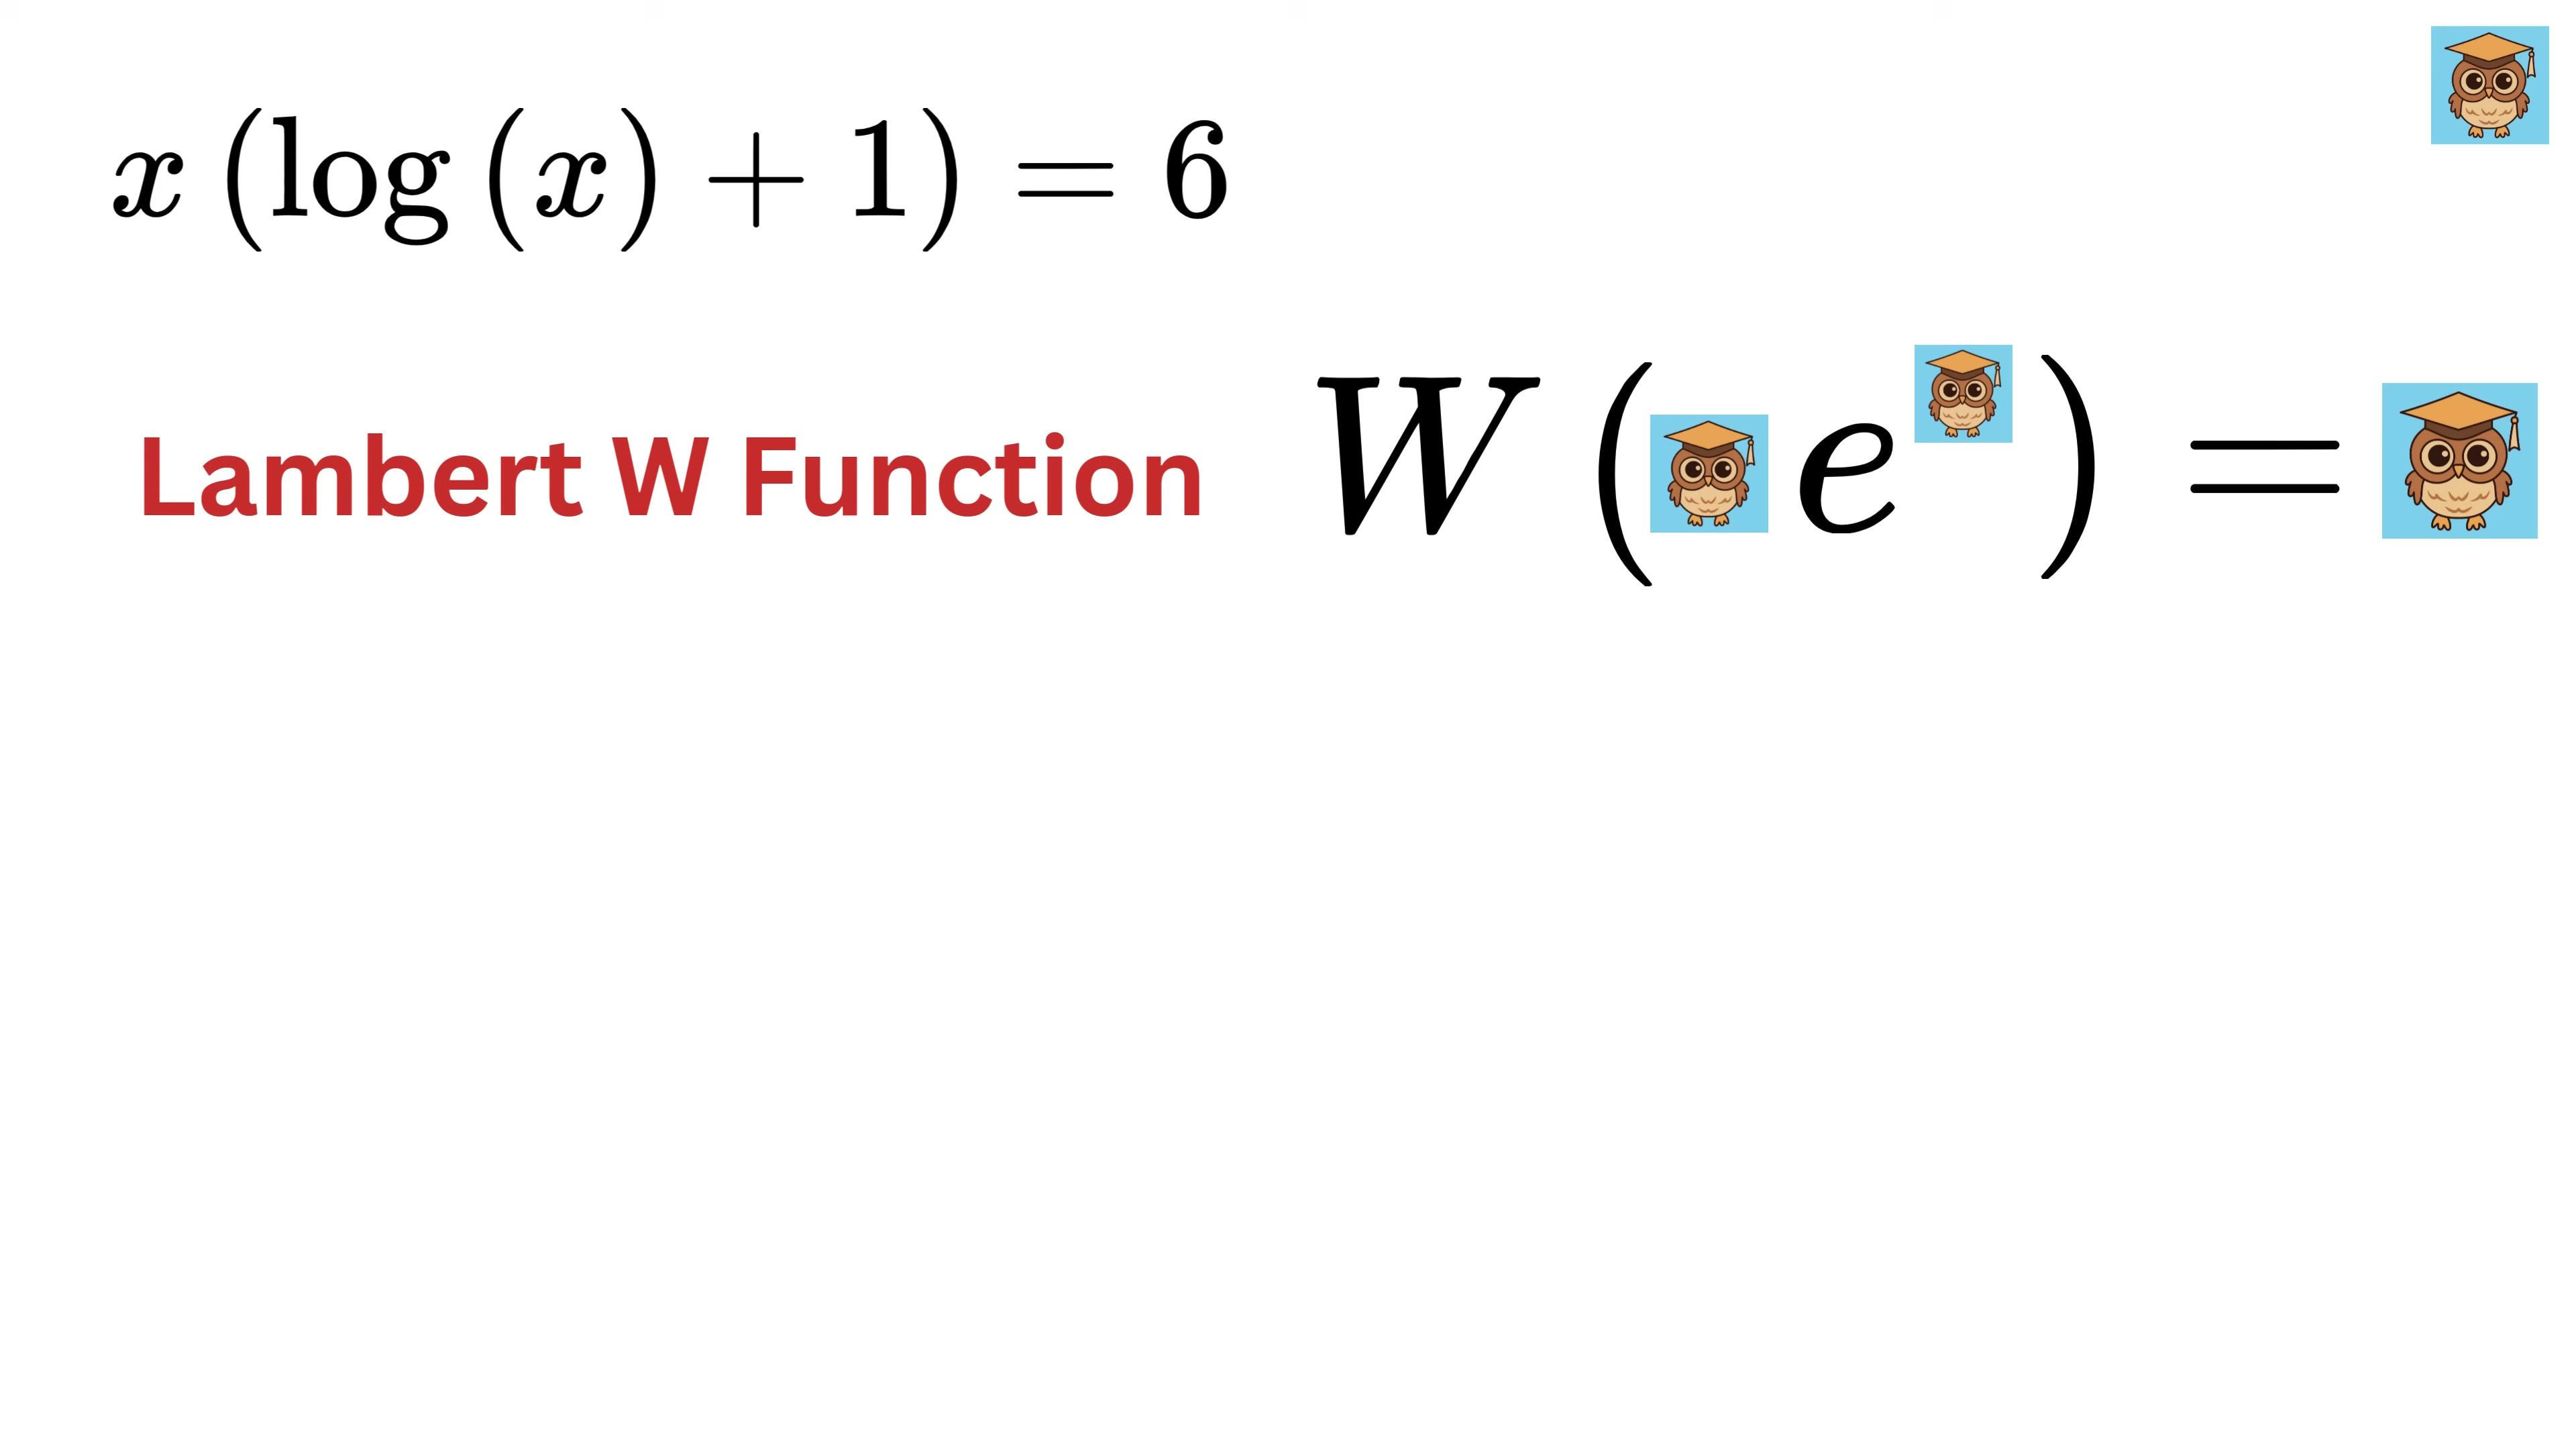 x (log (x) + 1) = 6
Lambert W Function W ( e ) =